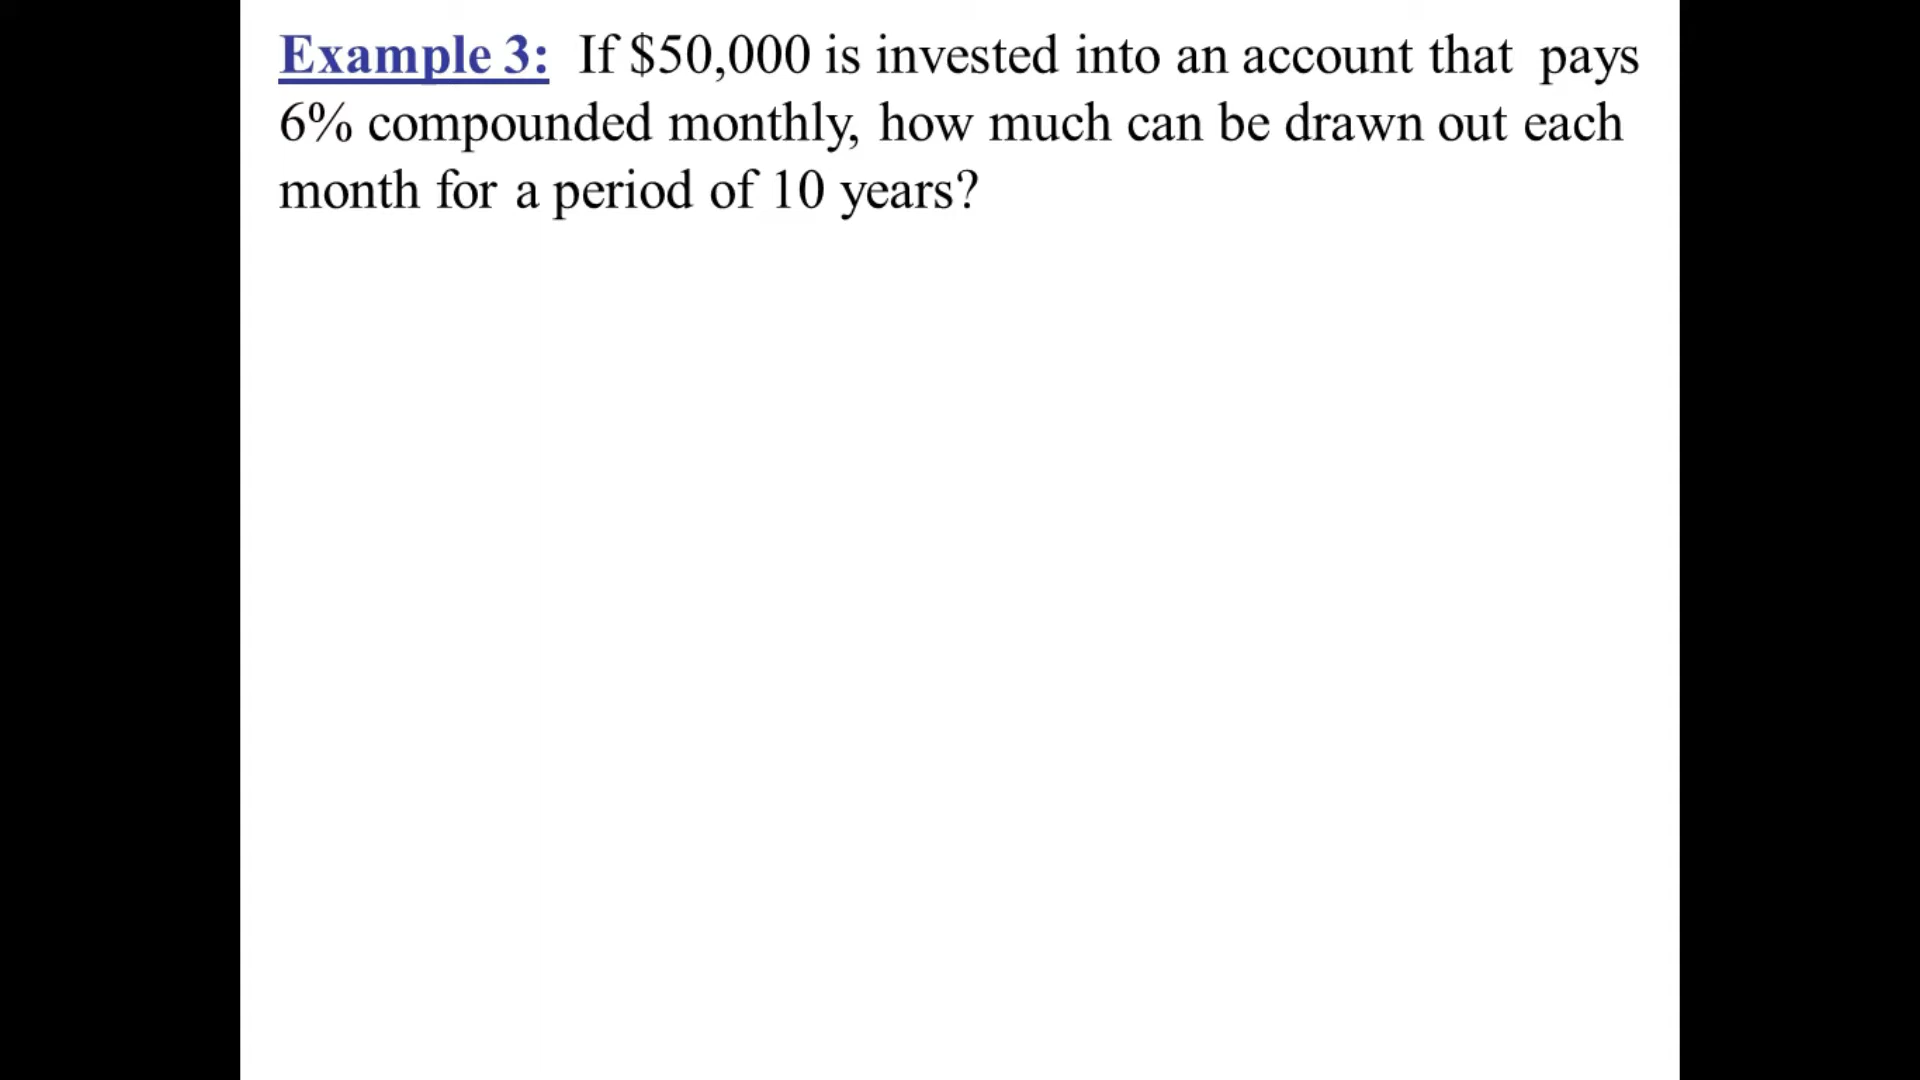 Example 3: If $50,000 is invested into an account that pays
6% compounded monthly, how much can be drawn out each
month for a period of 10 years?